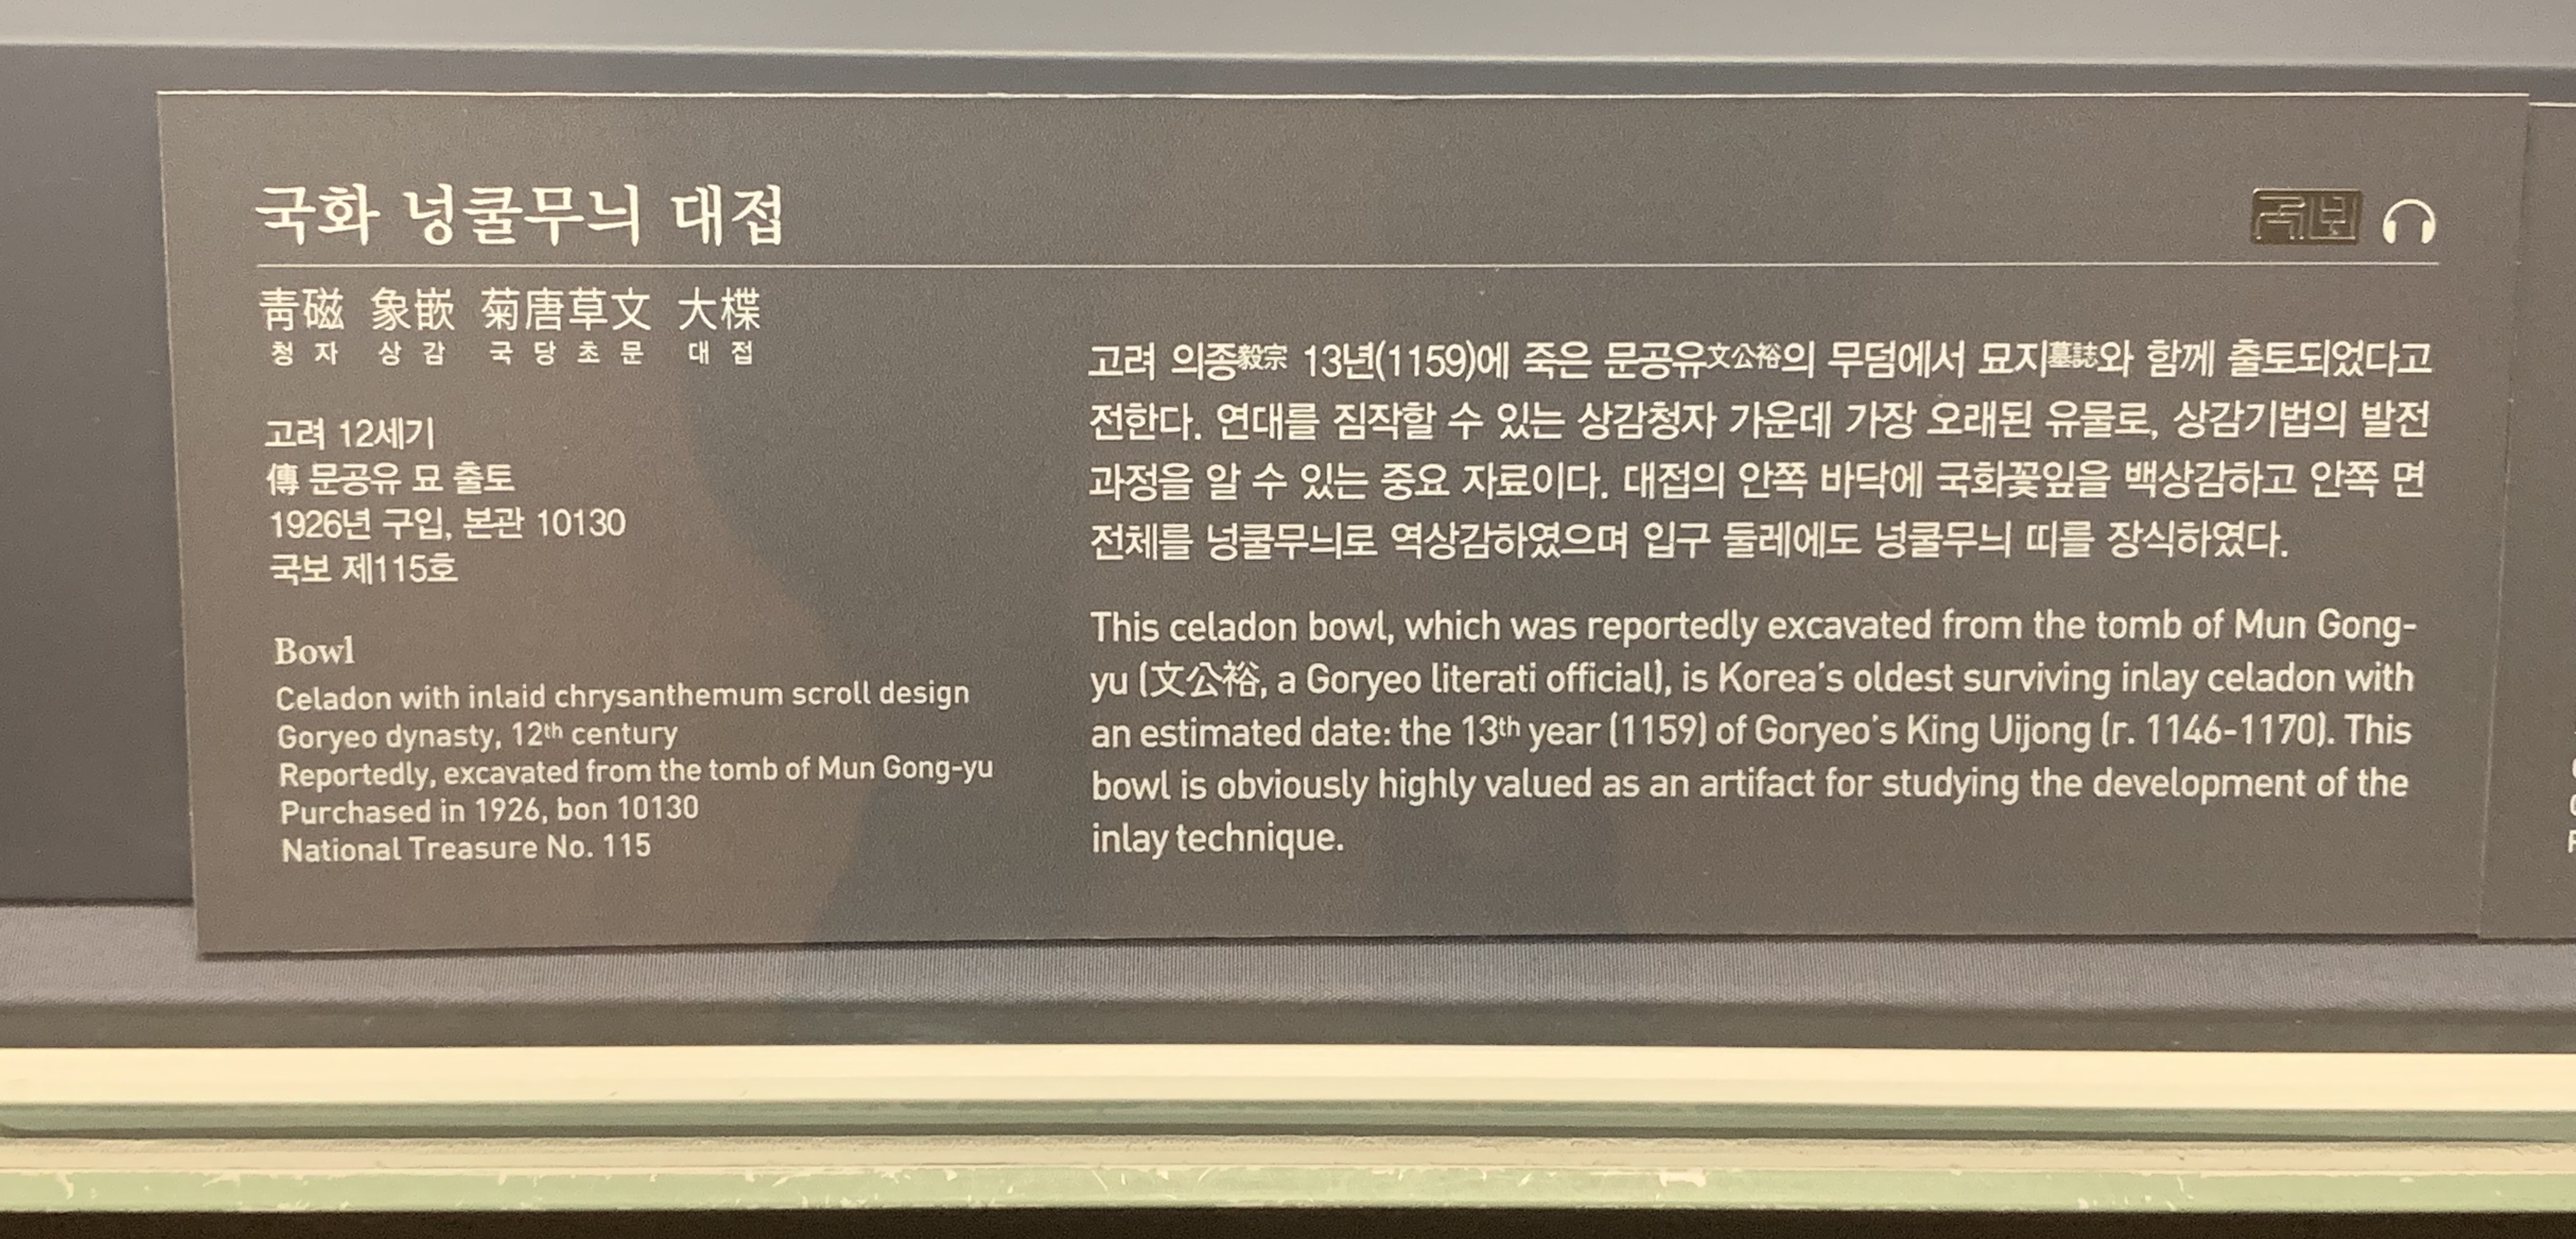 국화 넝쿨무늬 대접
국보
靑磁 象嵌 菊唐草文 大楪
청자 상감 국당초문 대접
고려 12세기
傳 문공유 묘 출토
1926년 구입, 본관 10130
국보 제115호
Bowl
Celadon with inlaid chrysanthemum scroll design
Goryeo dynasty, 12th century
Reportedly, excavated from the tomb of Mun Gong-yu
Purchased in 1926, bon 10130
National Treasure No. 115
고려 의종毅宗 13년(1159)에 죽은 문공유文公裕의 무덤에서 묘지墓誌와 함께 출토되었다고
전한다. 연대를 짐작할 수 있는 상감청자 가운데 가장 오래된 유물로, 상감기법의 발전
과정을 알 수 있는 중요 자료이다. 대접의 안쪽 바닥에 국화꽃잎을 백상감하고 안쪽 면
전체를 넝쿨무늬로 역상감하였으며 입구 둘레에도 넝쿨무늬 띠를 장식하였다.
This celadon bowl, which was reportedly excavated from the tomb of Mun Gong-
yu (文公裕, a Goryeo literati official), is Korea's oldest surviving inlay celadon with
an estimated date: the 13th year (1159) of Goryeo's King Uijong (r. 1146-1170). This
bowl is obviously highly valued as an artifact for studying the development of the
inlay technique.